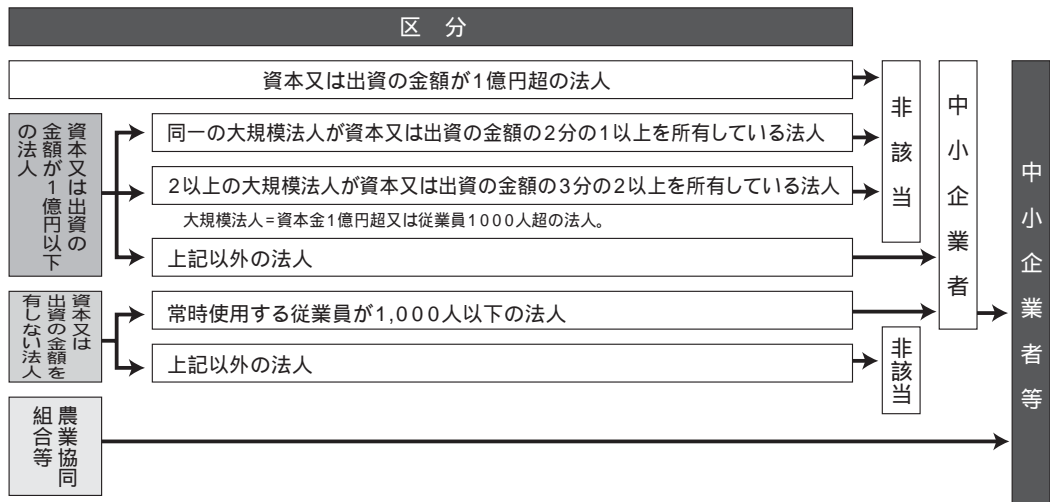 区 分
資本又は出資の金額が1億円超の法人
資本又は出資の
金額が1億円以下
の法人
同一の大規模法人が資本又は出資の金額の2分の1以上を所有している法人
2以上の大規模法人が資本又は出資の金額の3分の2以上を所有している法人
大規模法人=資本金1億円超又は従業員1000人超の法人。
上記以外の法人
非該当
中小企業者
資本又は
出資の金額を
有しない法人
常時使用する従業員が1,000人以下の法人
上記以外の法人
非該当
農業協同
組合等
中小企業者等